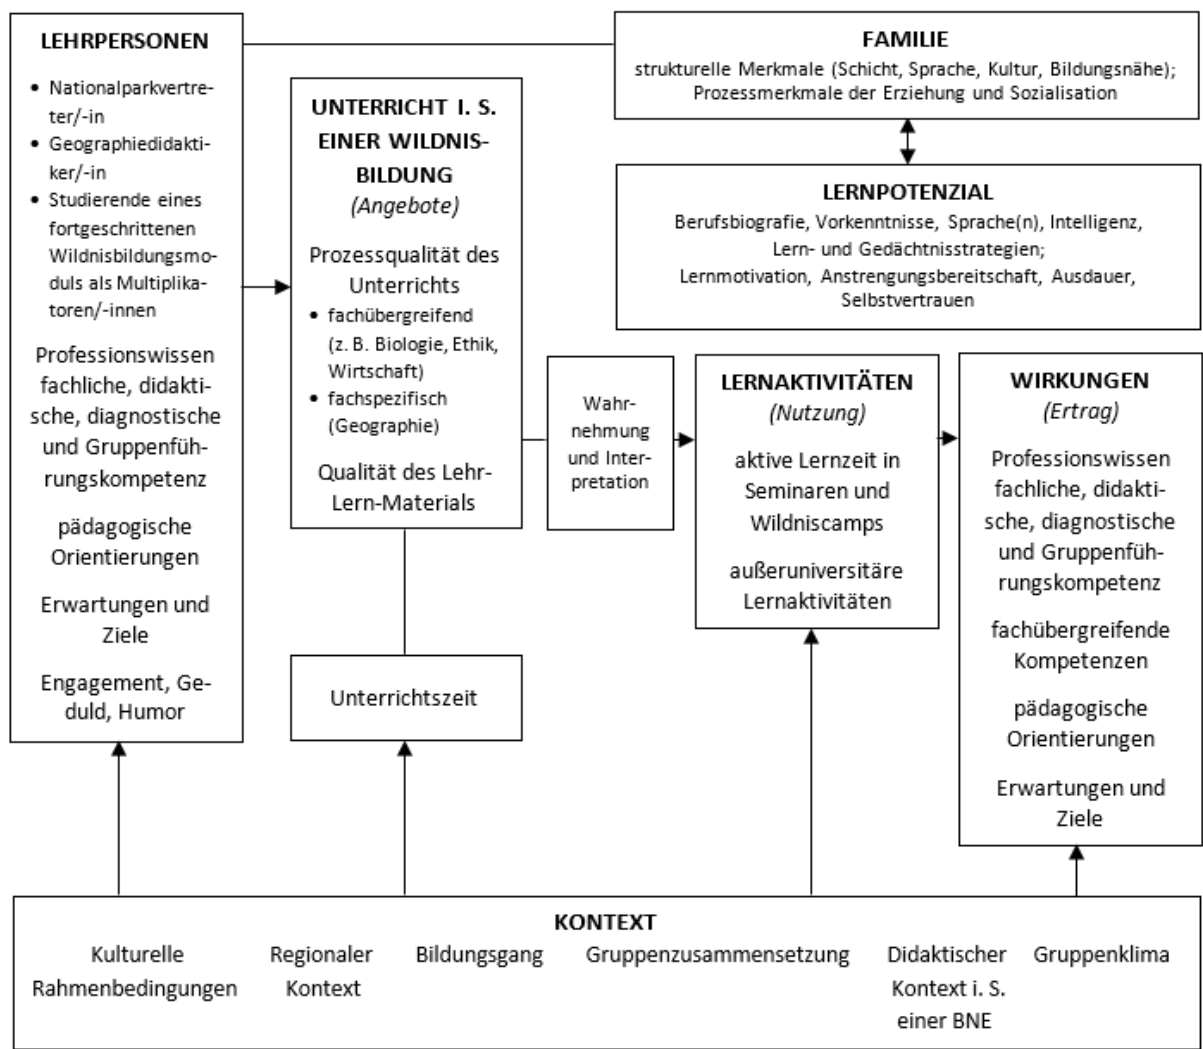 LEHRPERSONEN
• Nationalparkvertre-
ter/-in
• Geographiedidakti-
ker/-in
• Studierende eines
fortgeschrittenen
Wildnisbildungsmo-
duls als Multiplika-
toren/-innen
Professionswissen
fachliche, didakti-
sche, diagnostische
und Gruppenfüh-
rungskompetenz
pädagogische
Orientierungen
Erwartungen und
Ziele
Engagement, Ge-
duld, Humor
UNTERRICHT I. S.
EINER WILDNIS-
BILDUNG
(Angebote)
Prozessqualität des
Unterrichts
• fachübergreifend
(z. B. Biologie, Ethik,
Wirtschaft)
• fachspezifisch
(Geographie)
Qualität des Lehr-
Lern-Materials
Unterrichtszeit
FAMILIE
strukturelle Merkmale (Schicht, Sprache, Kultur, Bildungsnähe);
Prozessmerkmale der Erziehung und Sozialisation
LERNPOTENZIAL
Berufsbiografie, Vorkenntnisse, Sprache(n), Intelligenz,
Lern- und Gedächtnisstrategien;
Lernmotivation, Anstrengungsbereitschaft, Ausdauer,
Selbstvertrauen
Wahr-
nehmung
und Inter-
pretation
LERNAKTIVITÄTEN
(Nutzung)
aktive Lernzeit in
Seminaren und
Wildniscamps
außeruniversitäre
Lernaktivitäten
WIRKUNGEN
(Ertrag)
Professionswissen
fachliche, didakti-
sche, diagnostische
und Gruppenfüh-
rungskompetenz
fachübergreifende
Kompetenzen
pädagogische
Orientierungen
Erwartungen und
Ziele
KONTEXT
Kulturelle
Rahmenbedingungen
Regionaler
Kontext
Bildungsgang
Gruppenzusammensetzung
Didaktischer
Kontext i. S.
einer BNE
Gruppenklima